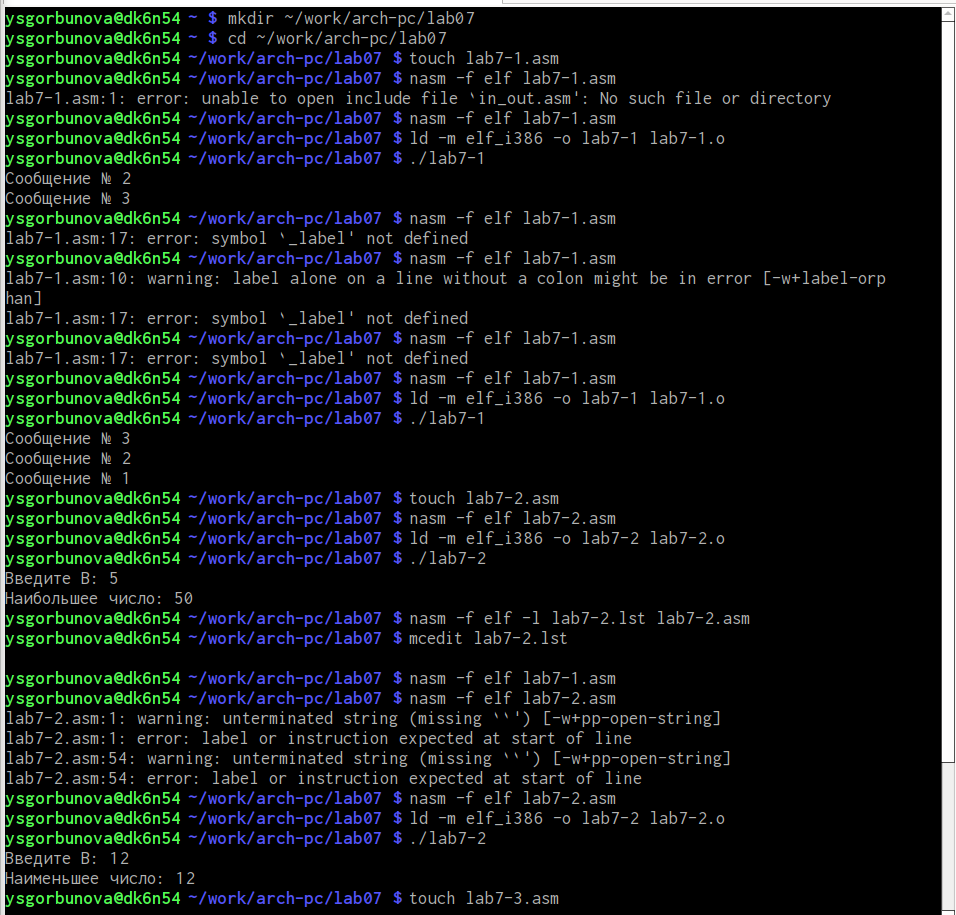 ysgorbunova@dk6n54 ~ $ mkdir ~/work/arch-pc/lab07
ysgorbunova@dk6n54 ~ $ cd ~/work/arch-pc/lab07
ysgorbunova@dk6n54 ~/work/arch-pc/lab07 $ touch lab7-1.asm
ysgorbunova@dk6n54 ~/work/arch-pc/lab07 $ nasm -f elf lab7-1.asm
lab7-1.asm:1: error: unable to open include file `in_out.asm': No such file or directory
ysgorbunova@dk6n54 ~/work/arch-pc/lab07 $ nasm -f elf lab7-1.asm
ysgorbunova@dk6n54 ~/work/arch-pc/lab07 $ ld -m elf_i386 -o lab7-1 lab7-1.o
ysgorbunova@dk6n54 ~/work/arch-pc/lab07 $ ./lab7-1
Сообщение № 2
Сообщение № 3
ysgorbunova@dk6n54 ~/work/arch-pc/lab07 $ nasm -f elf lab7-1.asm
lab7-1.asm:17: error: symbol `_label' not defined
ysgorbunova@dk6n54 ~/work/arch-pc/lab07 $ nasm -f elf lab7-1.asm
lab7-1.asm:10: warning: label alone on a line without a colon might be in error [-w+label-orp
han]
lab7-1.asm:17: error: symbol `_label' not defined
ysgorbunova@dk6n54 ~/work/arch-pc/lab07 $ nasm -f elf lab7-1.asm
lab7-1.asm:17: error: symbol `_label' not defined
ysgorbunova@dk6n54 ~/work/arch-pc/lab07 $ nasm -f elf lab7-1.asm
ysgorbunova@dk6n54 ~/work/arch-pc/lab07 $ ld -m elf_i386 -o lab7-1 lab7-1.o
ysgorbunova@dk6n54 ~/work/arch-pc/lab07 $ ./lab7-1
Сообщение № 3
Сообщение № 2
Сообщение № 1
ysgorbunova@dk6n54 ~/work/arch-pc/lab07 $ touch lab7-2.asm
ysgorbunova@dk6n54 ~/work/arch-pc/lab07 $ nasm -f elf lab7-2.asm
ysgorbunova@dk6n54 ~/work/arch-pc/lab07 $ ld -m elf_i386 -o lab7-2 lab7-2.o
ysgorbunova@dk6n54 ~/work/arch-pc/lab07 $ ./lab7-2
Введите В: 5
Наибольшее число: 50
ysgorbunova@dk6n54 ~/work/arch-pc/lab07 $ nasm -f elf -l lab7-2.lst lab7-2.asm
ysgorbunova@dk6n54 ~/work/arch-pc/lab07 $ mcedit lab7-2.lst
ysgorbunova@dk6n54 ~/work/arch-pc/lab07 $ nasm -f elf lab7-1.asm
ysgorbunova@dk6n54 ~/work/arch-pc/lab07 $ nasm -f elf lab7-2.asm
lab7-2.asm:1: warning: unterminated string (missing ``') [-w+pp-open-string]
lab7-2.asm:1: error: label or instruction expected at start of line
lab7-2.asm:54: warning: unterminated string (missing ``') [-w+pp-open-string]
lab7-2.asm:54: error: label or instruction expected at start of line
ysgorbunova@dk6n54 ~/work/arch-pc/lab07 $ nasm -f elf lab7-2.asm
ysgorbunova@dk6n54 ~/work/arch-pc/lab07 $ ld -m elf_i386 -o lab7-2 lab7-2.o
ysgorbunova@dk6n54 ~/work/arch-pc/lab07 $ ./lab7-2
Введите В: 12
Наименьшее число: 12
ysgorbunova@dk6n54 ~/work/arch-pc/lab07 $ touch lab7-3.asm